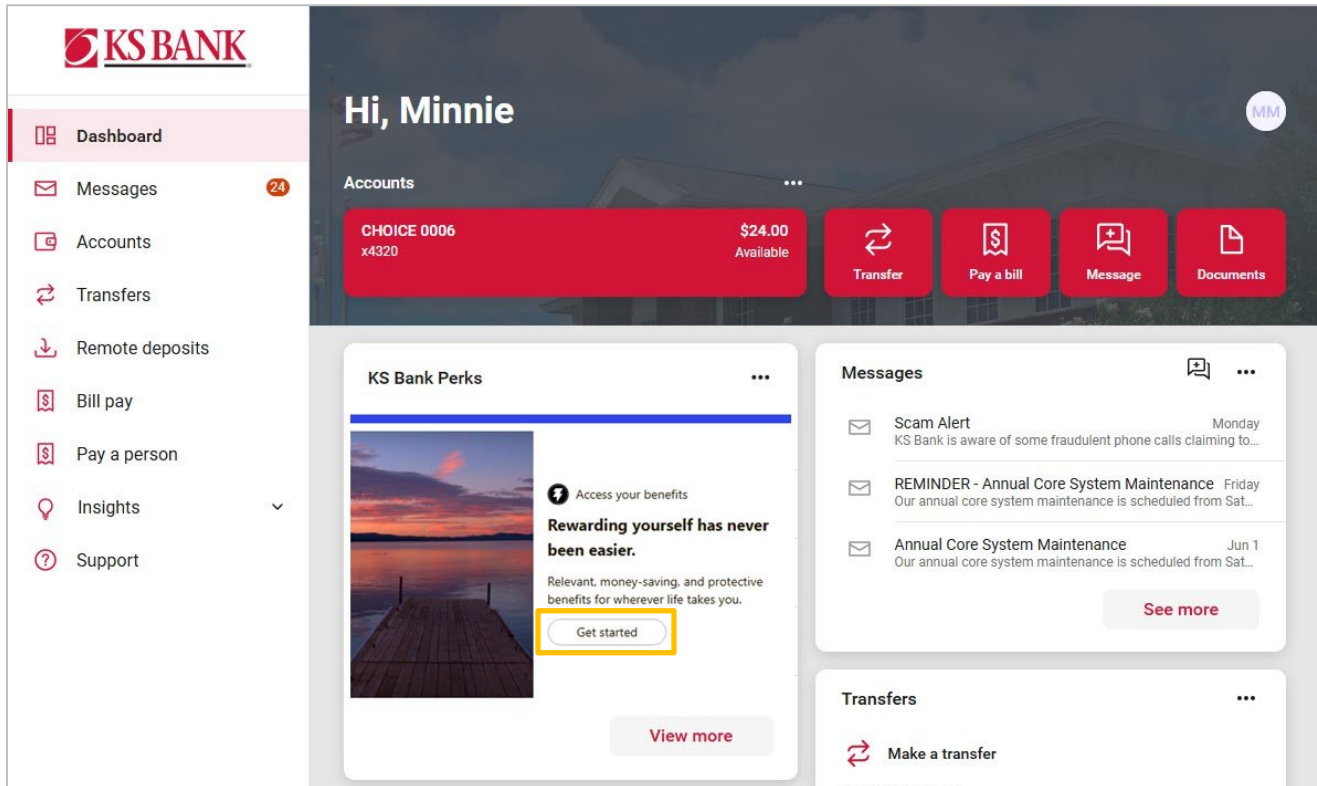 KS BANK
Dashboard
Messages 24
Accounts
Transfers
Remote deposits
Bill pay
Pay a person
Insights
Support
Hi, Minnie
MM
Accounts
CHOICE 0006 $24.00
x4320 Available
Transfer
Pay a bill
Message
Documents
KS Bank Perks
Access your benefits
Rewarding yourself has never
been easier.
Relevant, money-saving, and protective
benefits for wherever life takes you.
Get started
View more
Messages
Scam Alert Monday
KS Bank is aware of some fraudulent phone calls claiming to...
REMINDER - Annual Core System Maintenance Friday
Our annual core system maintenance is scheduled from Sat...
Annual Core System Maintenance Jun 1
Our annual core system maintenance is scheduled from Sat...
See more
Transfers
Make a transfer